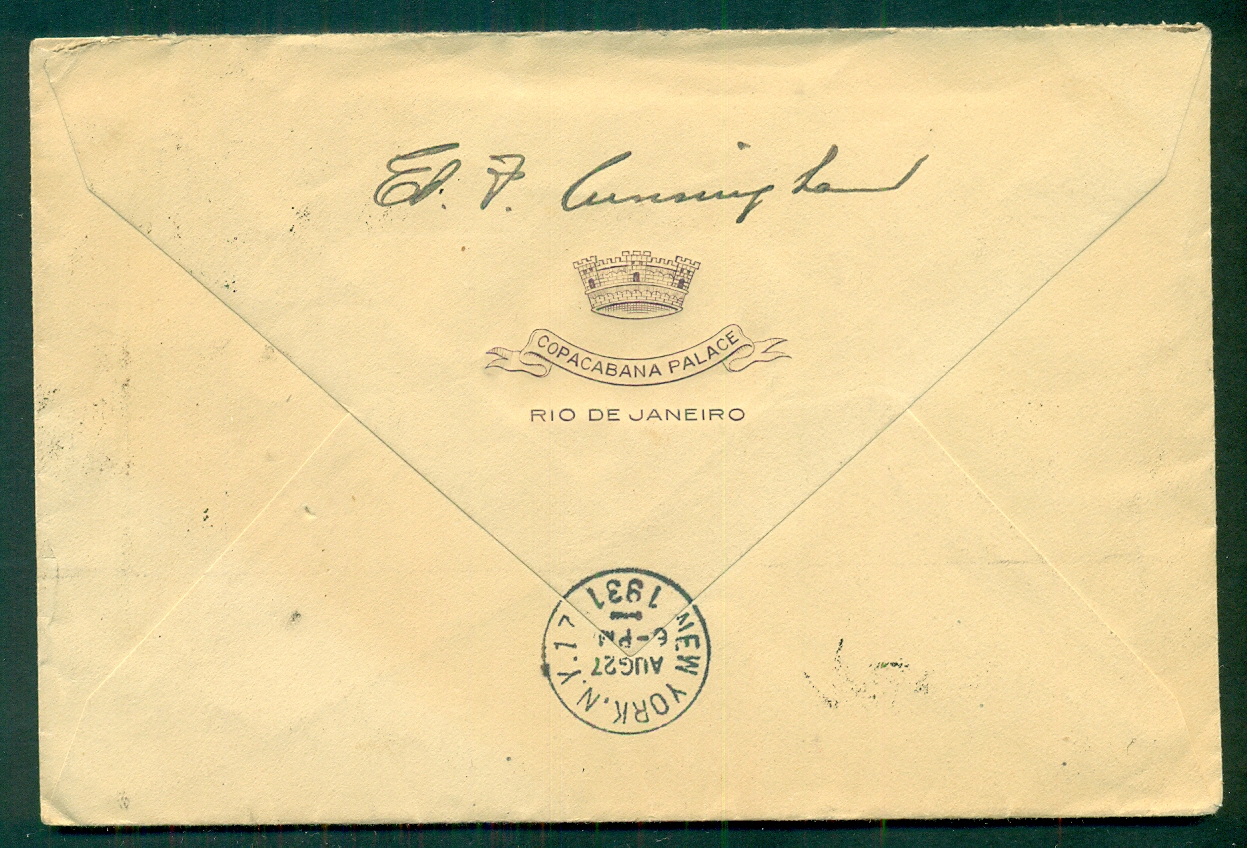 Ed. F. Cunningham
COPACABANA PALACE
RIO DE JANEIRO
NEW YORK, N.Y. 17
AUG 27
6-PM
1931